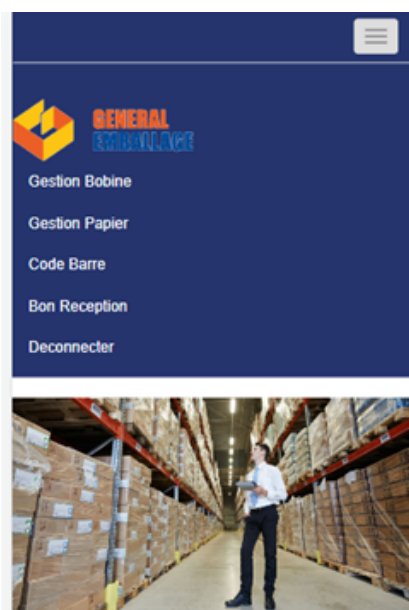 GENERAL
EMBALLAGE
Gestion Bobine
Gestion Papier
Code Barre
Bon Reception
Deconnecter